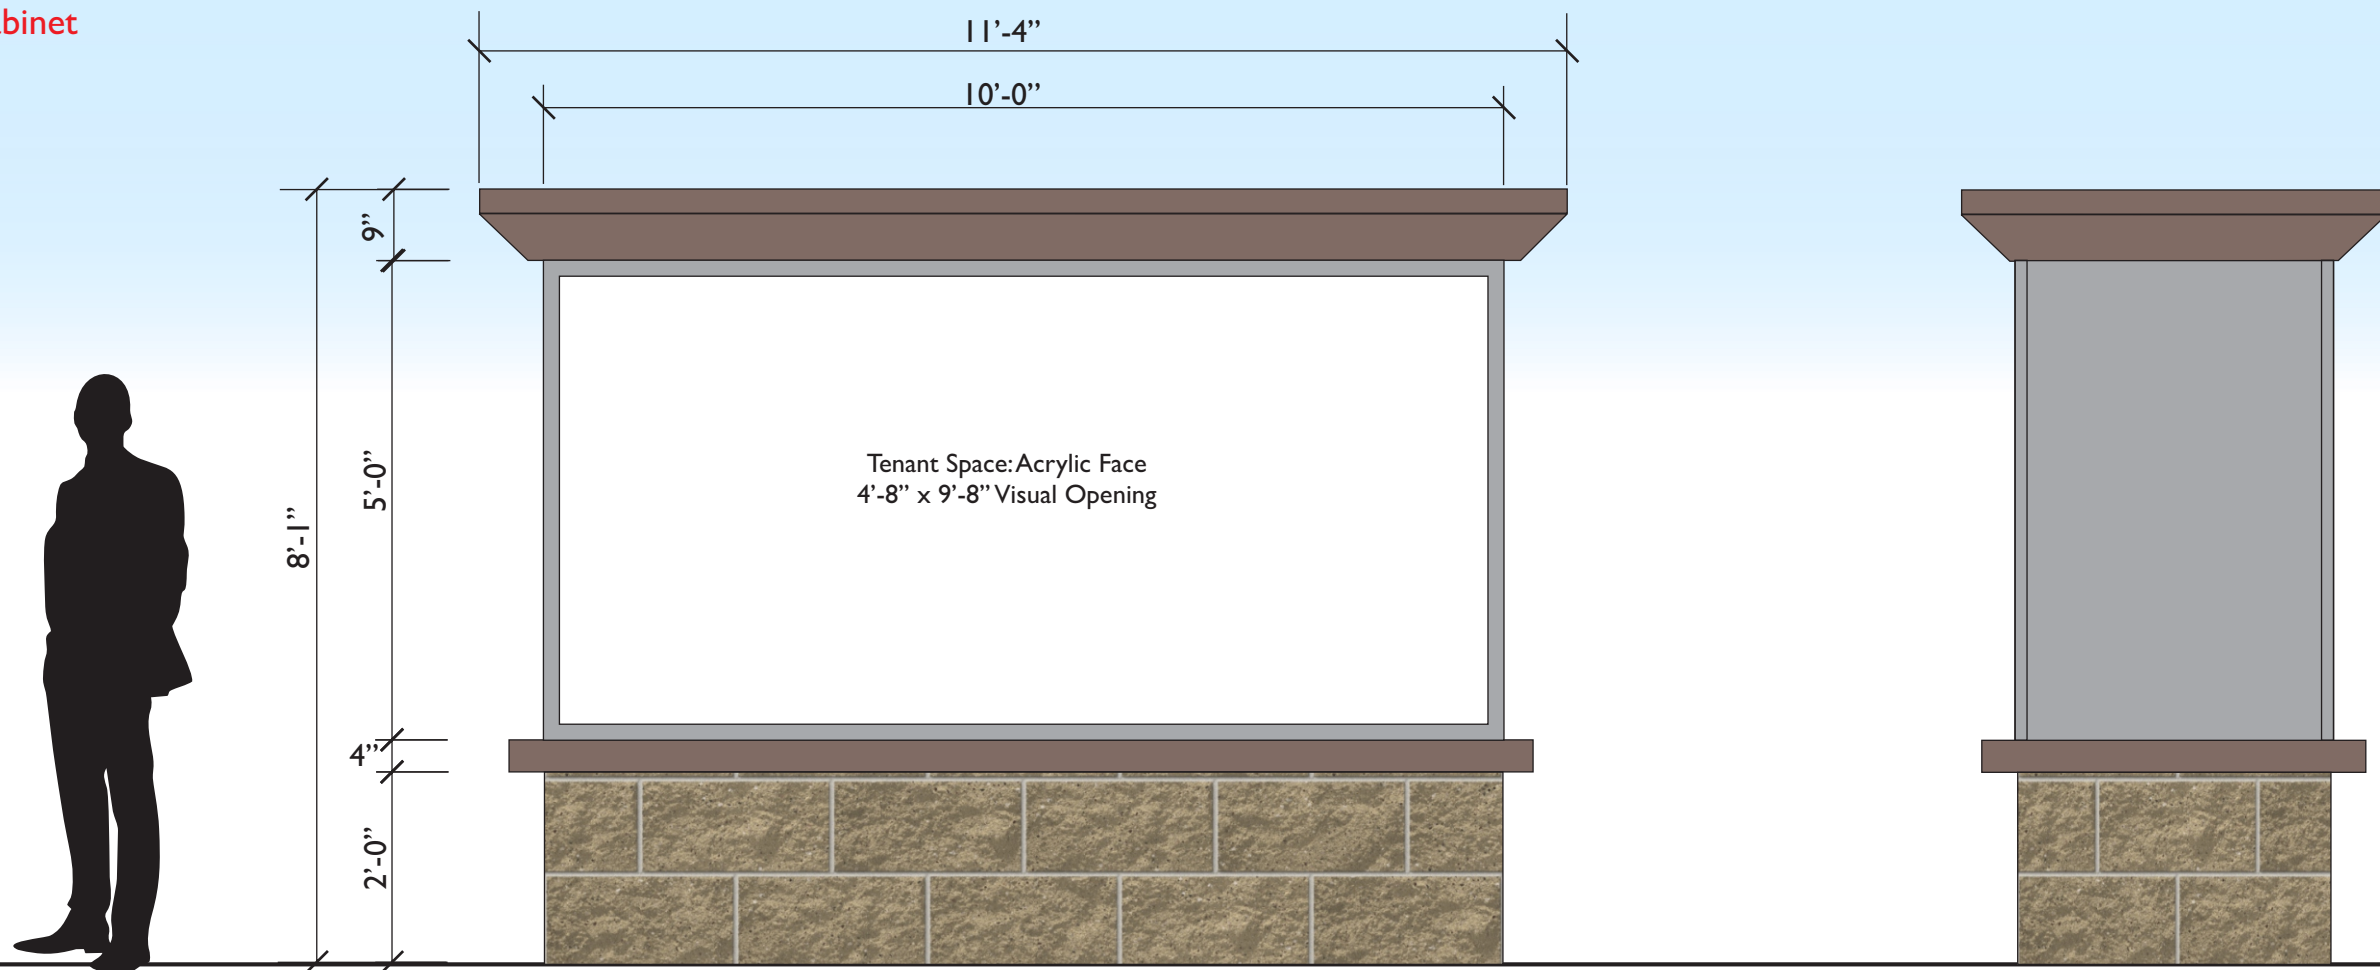 binet
11’-4”
10’-0”
9”
5’-0”
8’-1”
4”
2’-0”
Tenant Space: Acrylic Face
4’-8” x 9’-8” Visual Opening